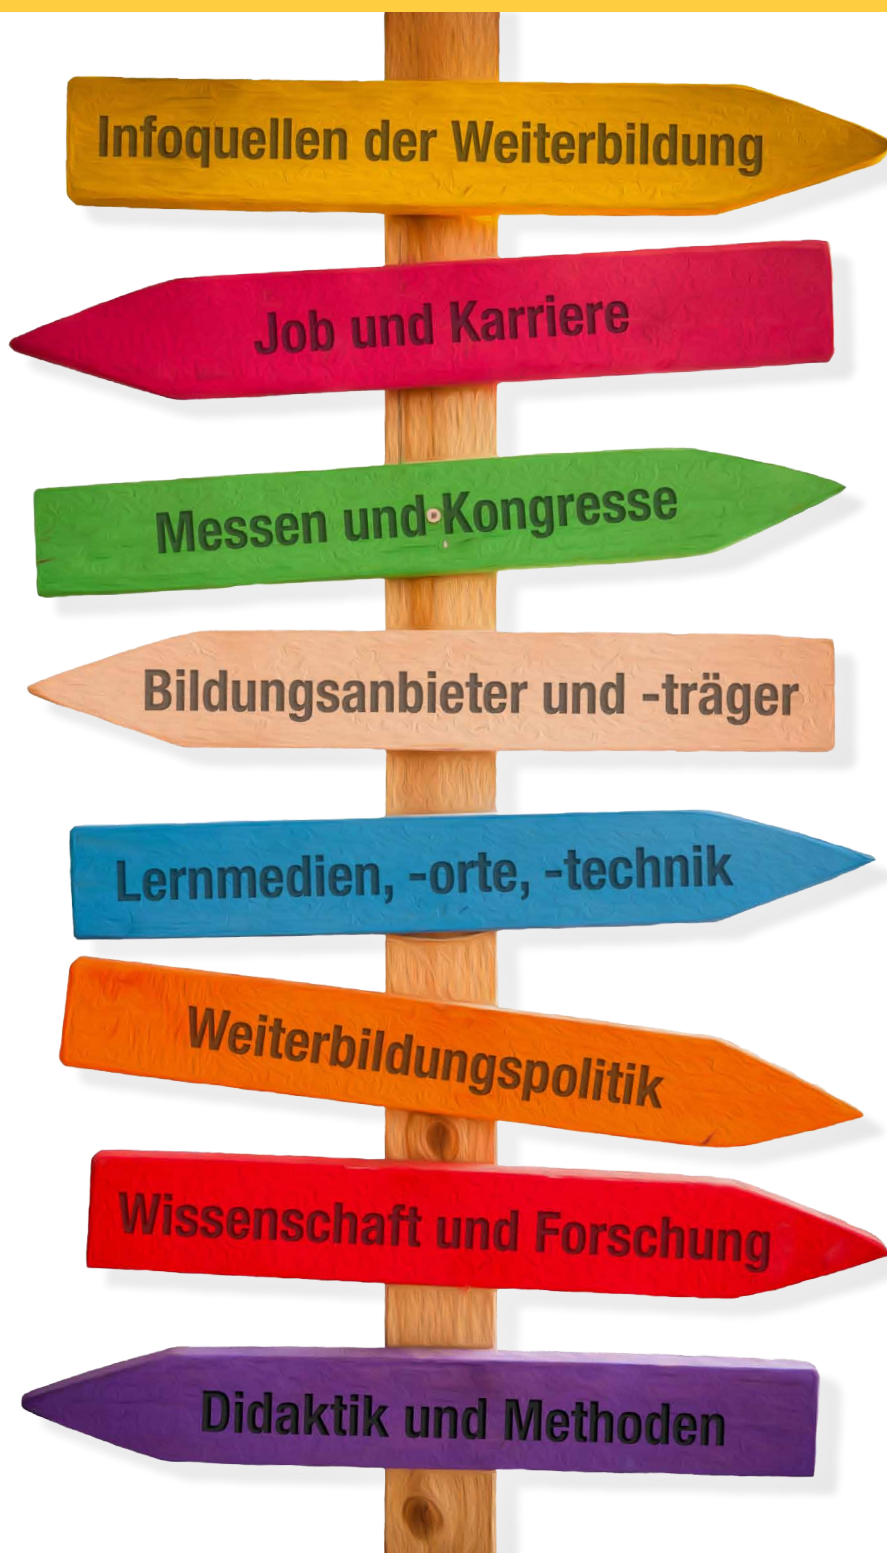 Infoquellen der Weiterbildung
Job und Karriere
Messen und Kongresse
Bildungsanbieter und -träger
Lernmedien, -orte, -technik
Weiterbildungspolitik
Wissenschaft und Forschung
Didaktik und Methoden